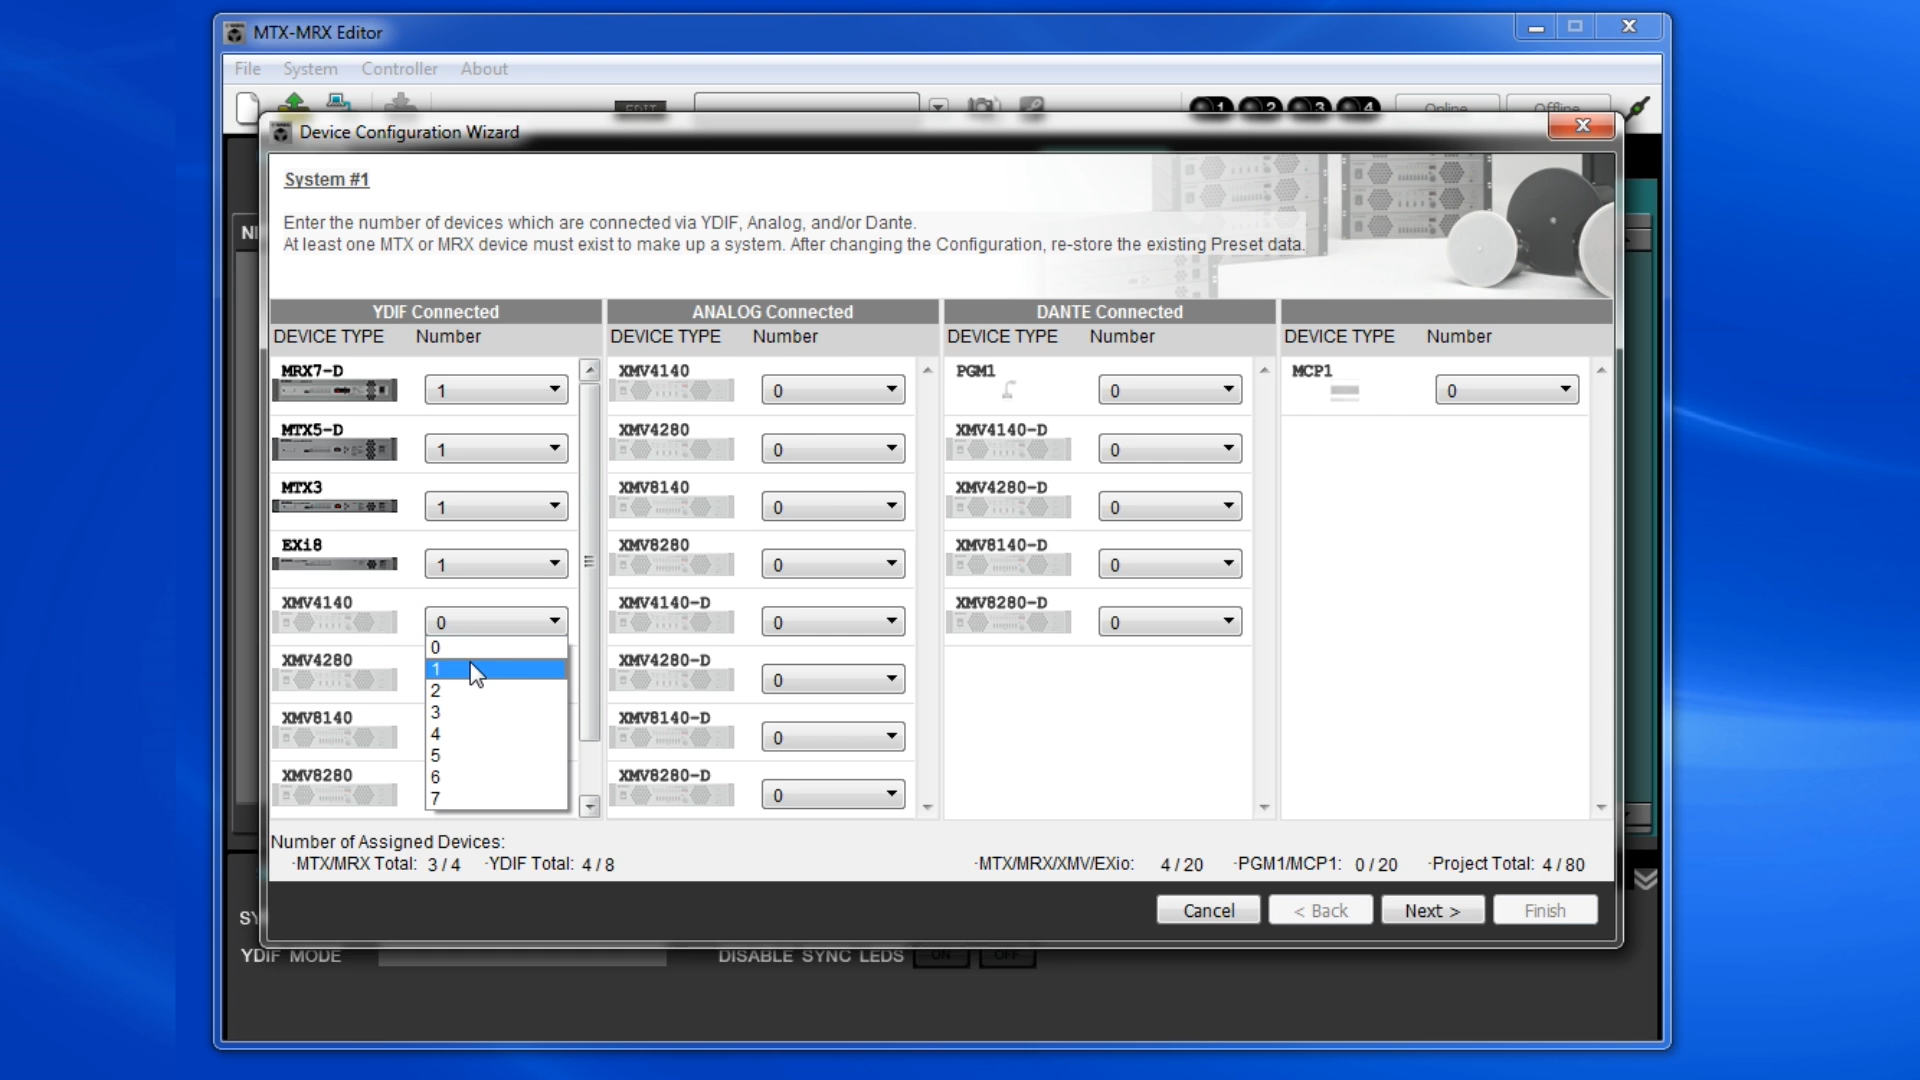 MTX-MRX Editor
File System Controller About
EDIT
1 2 3 4
Online Offline
Device Configuration Wizard
System #1
Enter the number of devices which are connected via YDIF, Analog, and/or Dante.
At least one MTX or MRX device must exist to make up a system. After changing the Configuration, re-store the existing Preset data.
YDIF Connected ANALOG Connected DANTE Connected
DEVICE TYPE Number DEVICE TYPE Number DEVICE TYPE Number DEVICE TYPE Number
MRX7-D 1 XMV4140 0 PGM1 0 MCP1 0
MTX5-D 1 XMV4280 0 XMV4140-D 0
MTX3 1 XMV8140 0 XMV4280-D 0
EXi8 1 XMV8280 0 XMV8140-D 0
XMV4140 0 XMV4140-D 0 XMV8280-D 0
0
XMV4280 1 XMV4280-D 0
2
XMV8140 3 XMV8140-D 0
4
5
XMV8280 6 XMV8280-D 0
7
Number of Assigned Devices:
-MTX/MRX Total: 3 / 4 -YDIF Total: 4 / 8 -MTX/MRX/XMV/EXio: 4 / 20 -PGM1/MCP1: 0 / 20 -Project Total: 4 / 80
Cancel < Back Next > Finish
YDIF MODE DISABLE SYNC LEDS ON OFF